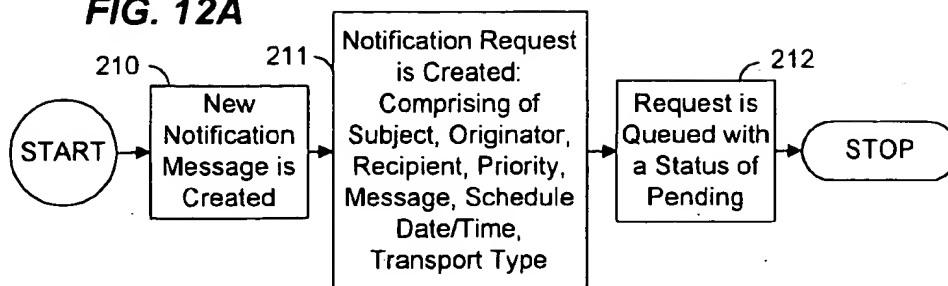 FIG. 12A
START
210
New
Notification
Message is
Created
211
Notification Request
is Created:
Comprising of
Subject, Originator,
Recipient, Priority,
Message, Schedule
Date/Time,
Transport Type
212
Request is
Queued with
a Status of
Pending
STOP